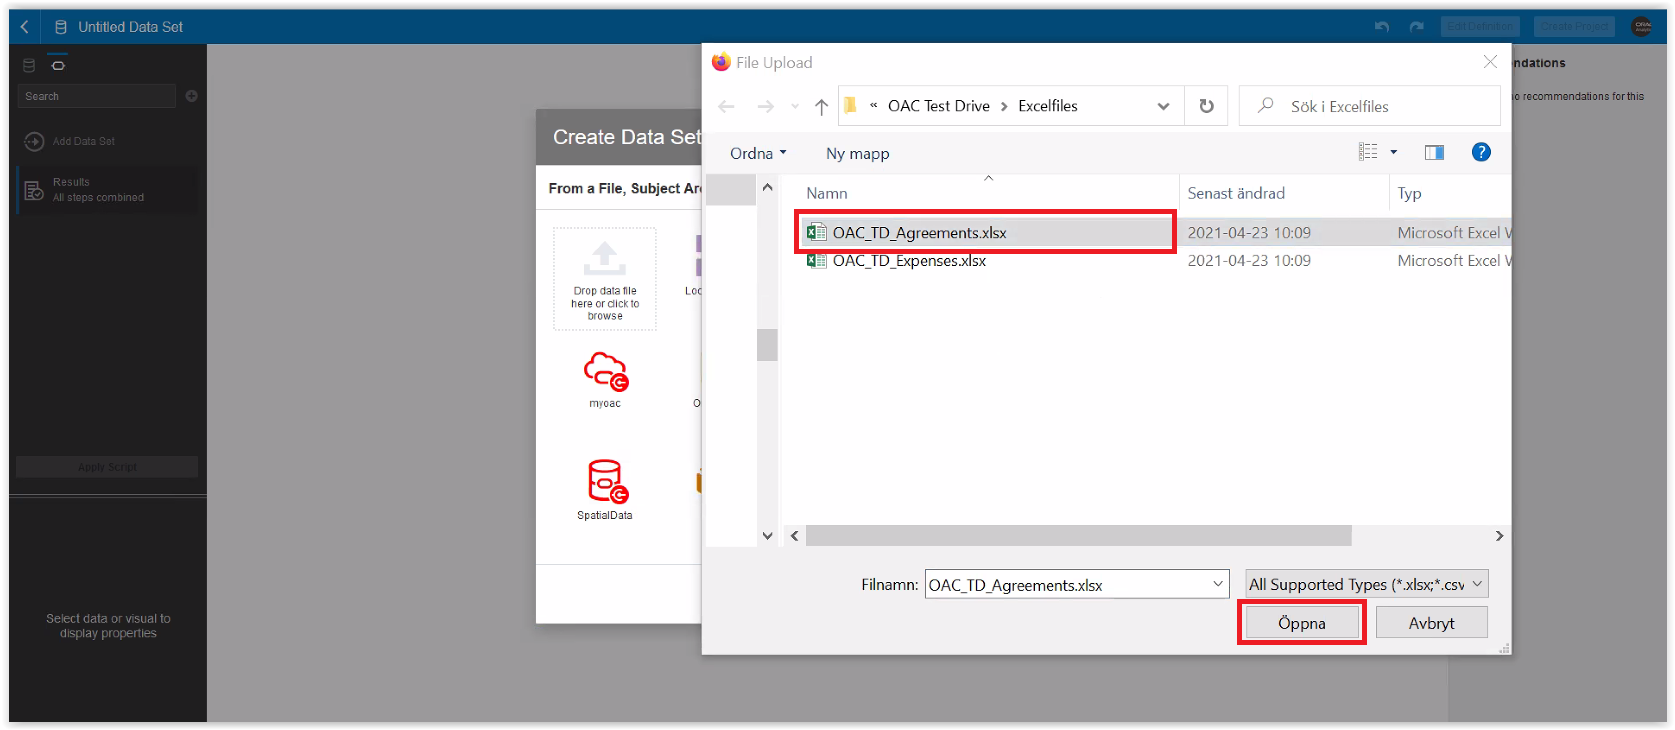 Untitled Data Set
Edit Definition
Create Project
Search
Add Data Set
Results
All steps combined
Apply Script
Select data or visual to
display properties
Create Data Set
From a File, Subject Are
Drop data file
here or click to
browse
myoac
SpatialData
File Upload
« OAC Test Drive > Excelfiles
Sök i Excelfiles
Ordna
Ny mapp
Namn
Senast ändrad
Typ
OAC_TD_Agreements.xlsx
2021-04-23 10:09
Microsoft Excel W
OAC_TD_Expenses.xlsx
2021-04-23 10:09
Microsoft Excel W
Filnamn:
OAC_TD_Agreements.xlsx
All Supported Types (*.xlsx;*.csv
Öppna
Avbryt
ndations
o recommendations for this